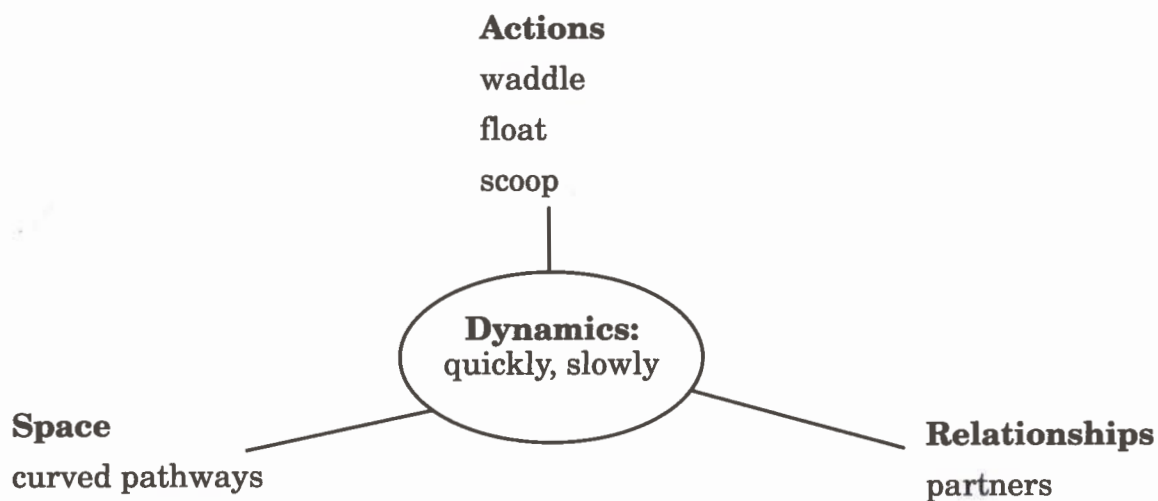 Actions
waddle
float
scoop
Dynamics:
quickly, slowly
Space
curved pathways
Relationships
partners